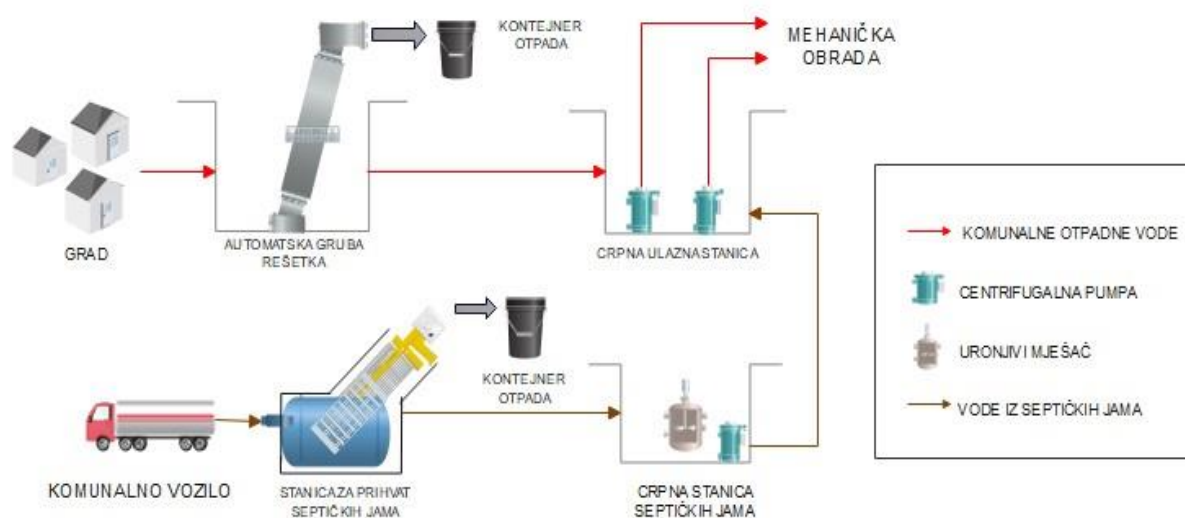 KONTEJNER
OTPADA
MEHANIČKA
OBRADA
GRAD
AUTOMATSKA GRUBA
REŠETKA
CRPNA ULAZNA STANICA
KOMUNALNE OTPADNE VODE
CENTRIFUGALNA PUMPA
URONJIVI MJEŠAČ
VODE IZ SEPTIČKIH JAMA
KONTEJNER
OTPADA
KOMUNALNO VOZILO
STANICA ZA PRIHVAT
SEPTIČKIH JAMA
CRPNA STANICA
SEPTIČKIH JAMA